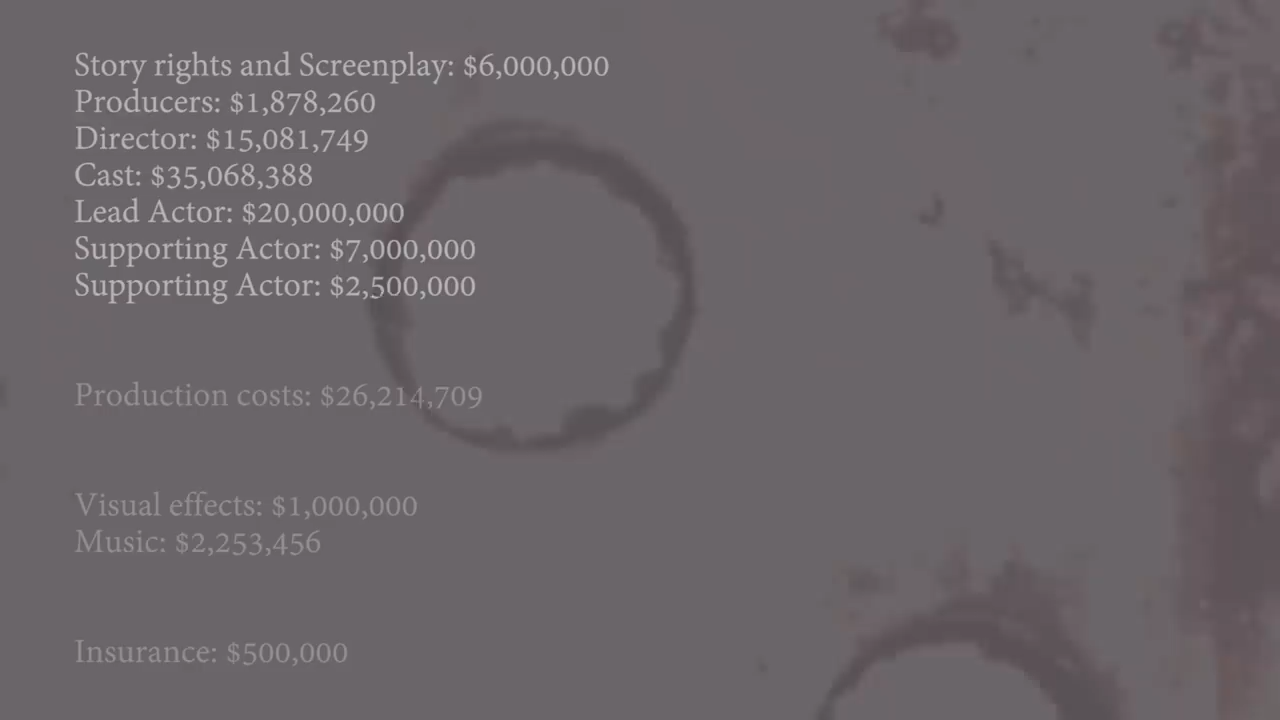 Story rights and Screenplay: $6,000,000
Producers: $1,878,260
Director: $15,081,749
Cast: $35,068,388
Lead Actor: $20,000,000
Supporting Actor: $7,000,000
Supporting Actor: $2,500,000
Production costs: $26,214,709
Visual effects: $1,000,000
Music: $2,253,456
Insurance: $500,000